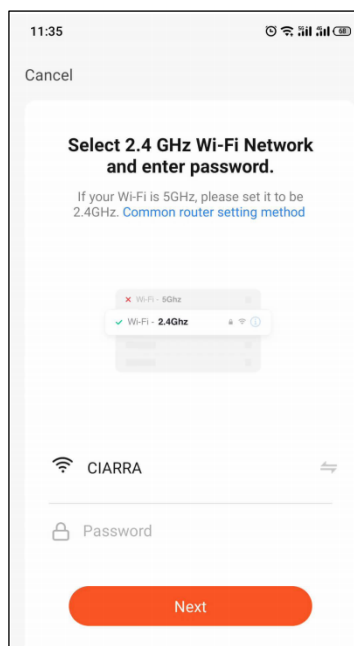 11:35
68
Cancel
Select 2.4 GHz Wi-Fi Network
and enter password.
If your Wi-Fi is 5GHz, please set it to be
2.4GHz. Common router setting method
Wi-Fi - 5Ghz
Wi-Fi - 2.4Ghz
CIARRA
Password
Next